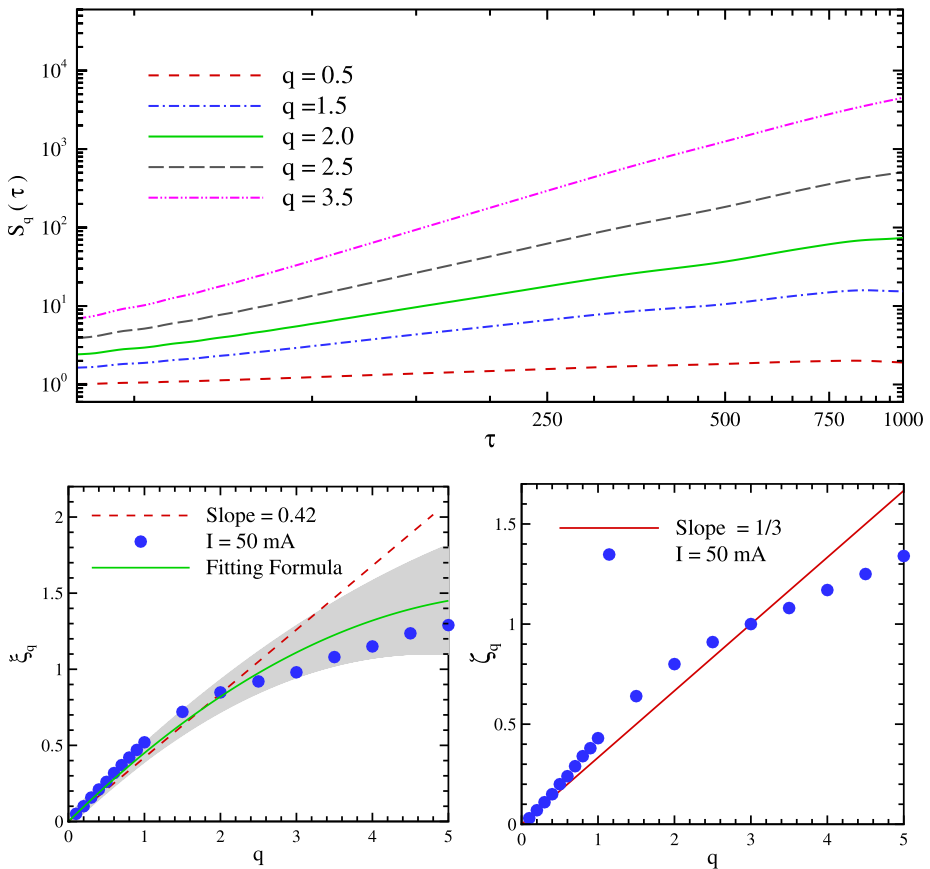 10^4
10^3
10^2
10^1
10^0
S_q ( τ )
q = 0.5
q =1.5
q = 2.0
q = 2.5
q = 3.5
250 500 750 1000
τ
2
1.5
1
0.5
0
ξ_q
Slope = 0.42
I = 50 mA
Fitting Formula
0 1 2 3 4 5
q
1.5
1
0.5
0
ζ_q
Slope = 1/3
I = 50 mA
0 1 2 3 4 5
q